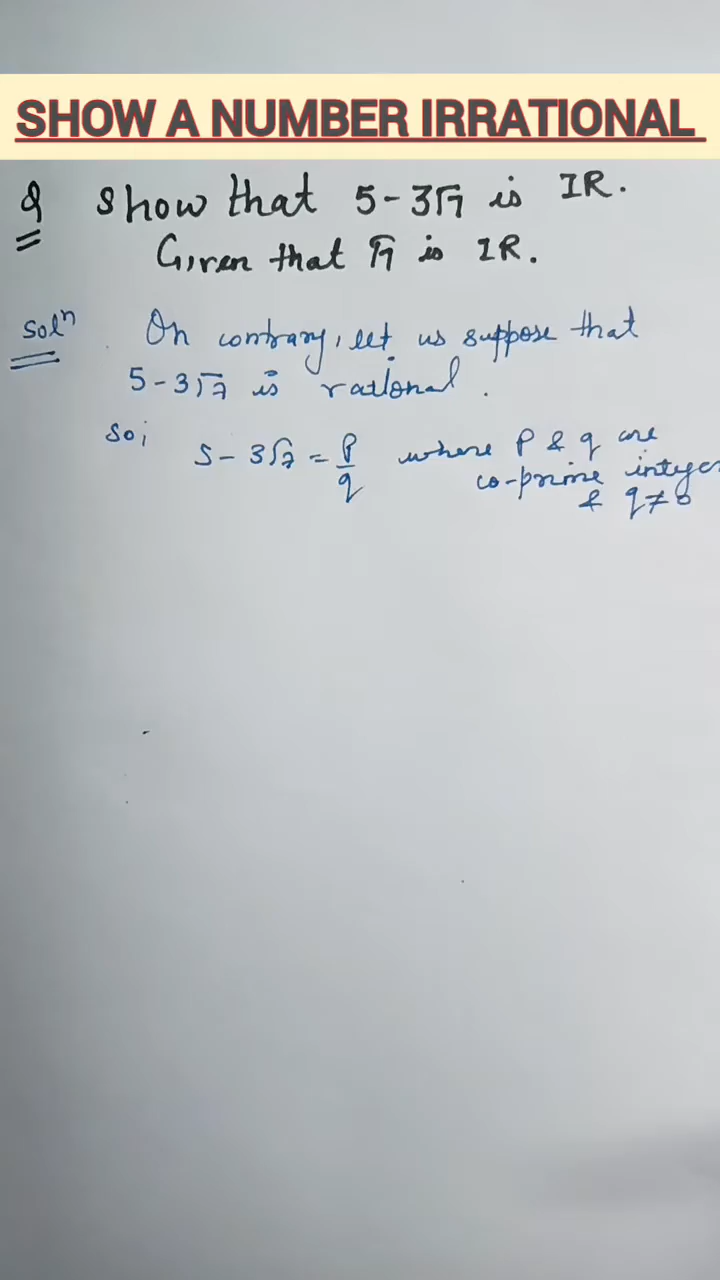 SHOW A NUMBER IRRATIONAL
Q show that 5-3√7 is IR.
Given that √7 is IR.
Solⁿ On contrary, let us suppose that
5-3√7 is rational.
So; 5-3√7 = P/q where P & q are
co-prime integer
& q≠0